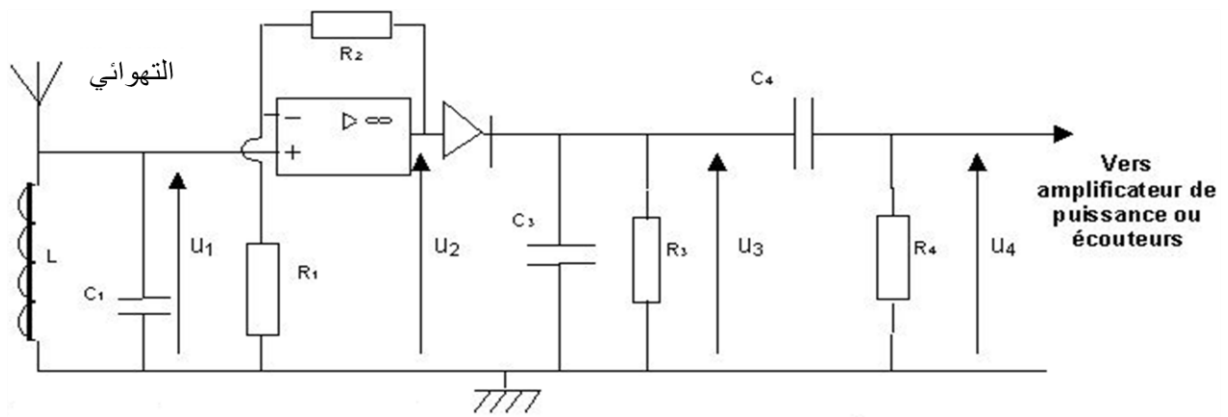 التهوائي
R₂
C₄
▷ ∞
−
+
u₁
u₂
C₃
R₃
u₃
R₄
u₄
L
C₁
R₁
Vers
amplificateur de
puissance ou
écouteurs